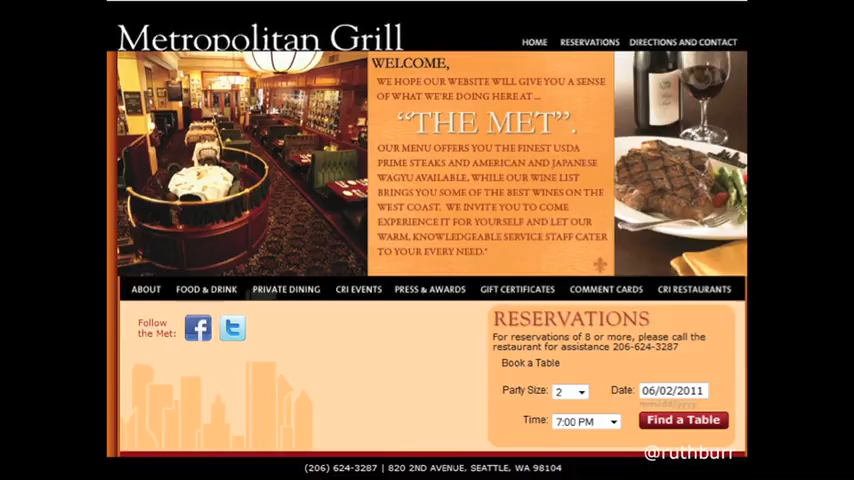 Metropolitan Grill
HOME RESERVATIONS DIRECTIONS AND CONTACT
WELCOME,
WE HOPE OUR WEBSITE WILL GIVE YOU A SENSE
OF WHAT WE'RE DOING HERE AT ...
"THE MET".
OUR MENU OFFERS YOU THE FINEST USDA
PRIME STEAKS AND AMERICAN AND JAPANESE
WAGYU AVAILABLE, WHILE OUR WINE LIST
BRINGS YOU SOME OF THE BEST WINES ON THE
WEST COAST. WE INVITE YOU TO COME
EXPERIENCE IT FOR YOURSELF AND LET OUR
WARM, KNOWLEDGEABLE SERVICE STAFF CATER
TO YOUR EVERY NEED."
ABOUT FOOD & DRINK PRIVATE DINING CRI EVENTS PRESS & AWARDS GIFT CERTIFICATES COMMENT CARDS CRI RESTAURANTS
Follow
the Met:
RESERVATIONS
For reservations of 8 or more, please call the
restaurant for assistance 206-624-3287
Book a Table
Party Size: 2 Date: 06/02/2011
mm/dd/yyyy
Time: 7:00 PM Find a Table
@ruthburr
(206) 624-3287 | 820 2ND AVENUE, SEATTLE, WA 98104